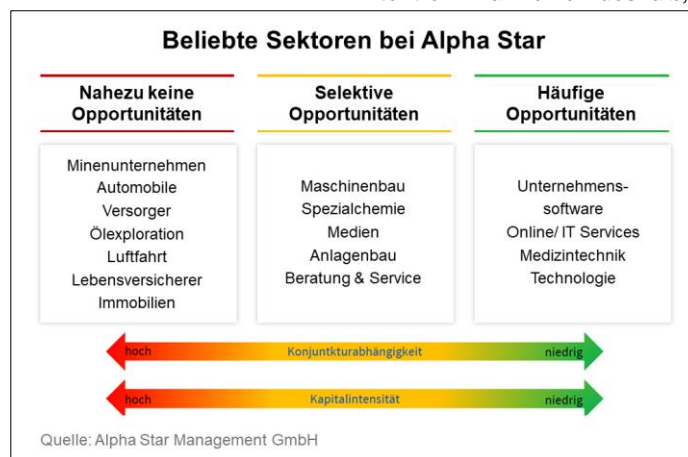 Beliebte Sektoren bei Alpha Star
Nahezu keine
Opportunitäten
Minenunternehmen
Automobile
Versorger
Ölexploration
Luftfahrt
Lebensversicherer
Immobilien
Selektive
Opportunitäten
Maschinenbau
Spezialchemie
Medien
Anlagenbau
Beratung & Service
Häufige
Opportunitäten
Unternehmens-
software
Online/ IT Services
Medizintechnik
Technologie
hoch Konjuntkturabhängigkeit niedrig
hoch Kapitalintensität niedrig
Quelle: Alpha Star Management GmbH